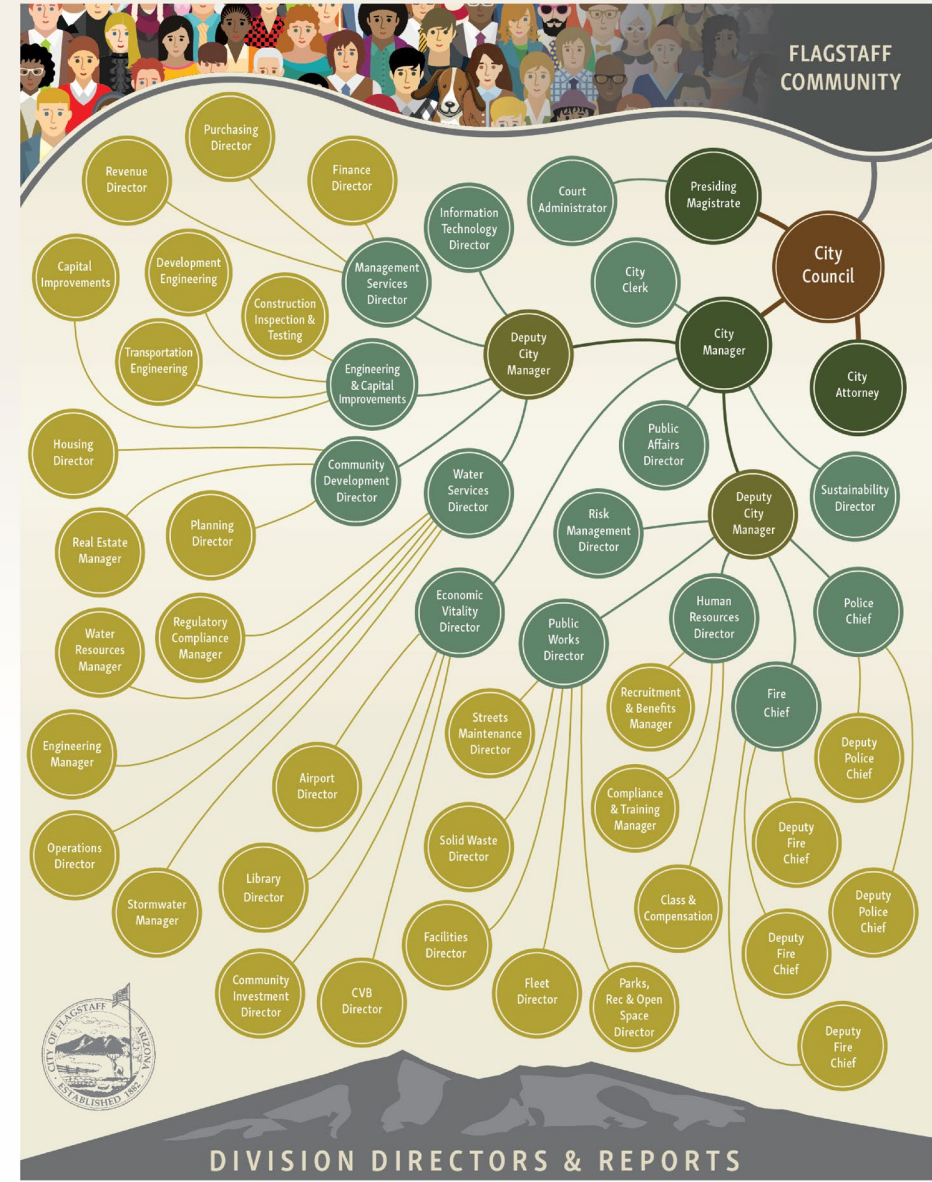 FLAGSTAFF
COMMUNITY
Purchasing
Director
Revenue
Director
Finance
Director
Court
Administrator
Presiding
Magistrate
Information
Technology
Director
City
Council
Capital
Improvements
Development
Engineering
Management
Services
Director
City
Clerk
Construction
Inspection &
Testing
Deputy
City
Manager
City
Manager
Transportation
Engineering
Engineering
& Capital
Improvements
City
Attorney
Housing
Director
Community
Development
Director
Water
Services
Director
Public
Affairs
Director
Sustainability
Director
Real Estate
Manager
Planning
Director
Risk
Management
Director
Deputy
City
Manager
Water
Resources
Manager
Regulatory
Compliance
Manager
Economic
Vitality
Director
Public
Works
Director
Human
Resources
Director
Police
Chief
Engineering
Manager
Airport
Director
Streets
Maintenance
Director
Recruitment
& Benefits
Manager
Fire
Chief
Deputy
Police
Chief
Operations
Director
Library
Director
Solid Waste
Director
Compliance
& Training
Manager
Deputy
Fire
Chief
Stormwater
Manager
Facilities
Director
Class &
Compensation
Deputy
Fire
Chief
Deputy
Police
Chief
Community
Investment
Director
CVB
Director
Fleet
Director
Parks,
Rec & Open
Space
Director
Deputy
Fire
Chief
CITY OF FLAGSTAFF
ARIZONA
ESTABLISHED 1882
DIVISION DIRECTORS & REPORTS